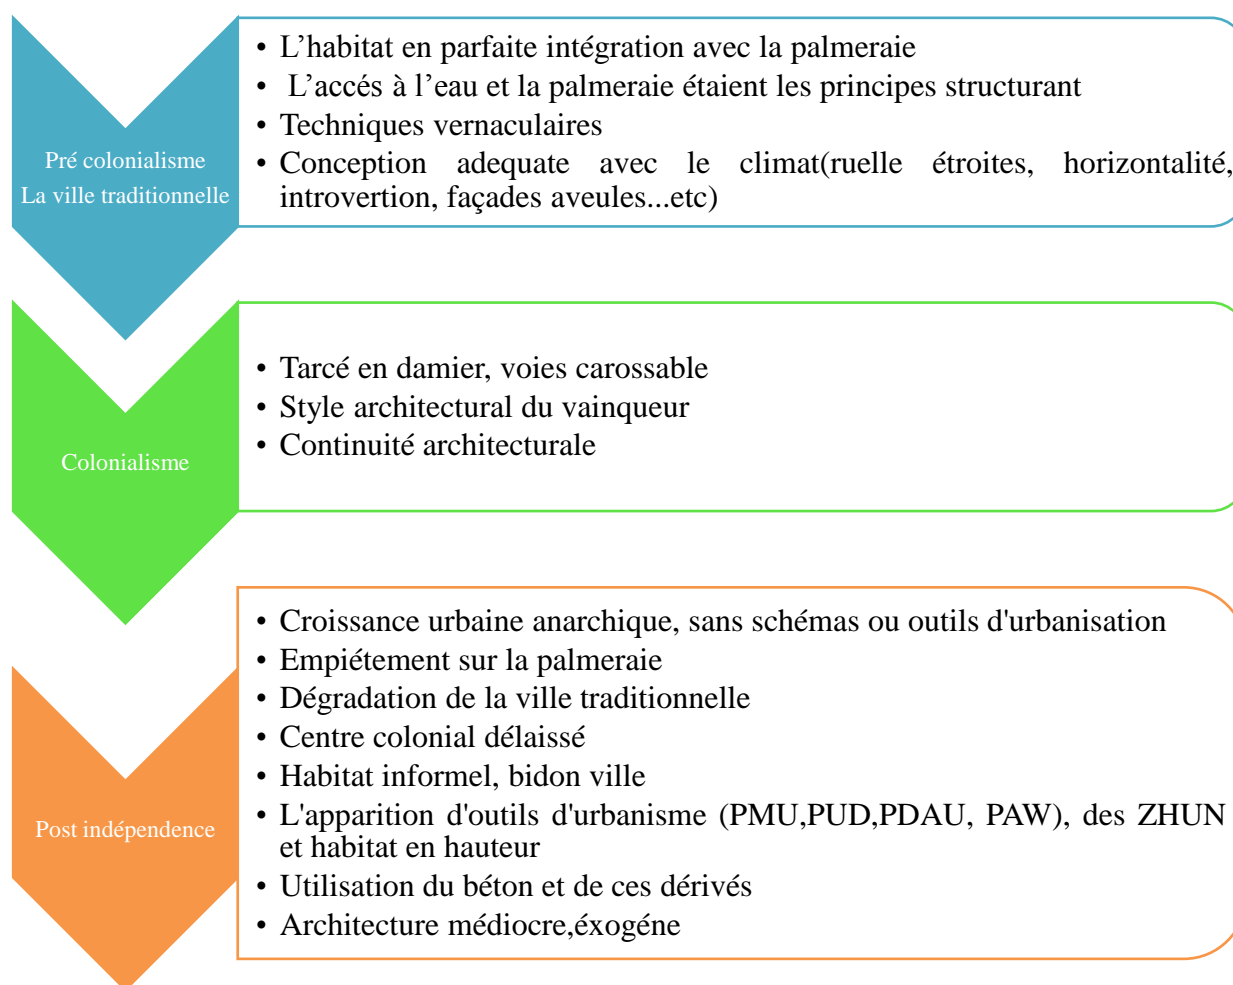 Pré colonialisme
La ville traditionnelle
• L’habitat en parfaite intégration avec la palmeraie
• L’accés à l’eau et la palmeraie étaient les principes structurant
• Techniques vernaculaires
• Conception adequate avec le climat(ruelle étroites, horizontalité,
introvertion, façades aveules...etc)
Colonialisme
• Tarcé en damier, voies carossable
• Style architectural du vainqueur
• Continuité architecturale
Post indépendence
• Croissance urbaine anarchique, sans schémas ou outils d'urbanisation
• Empiétement sur la palmeraie
• Dégradation de la ville traditionnelle
• Centre colonial délaissé
• Habitat informel, bidon ville
• L'apparition d'outils d'urbanisme (PMU,PUD,PDAU, PAW), des ZHUN
et habitat en hauteur
• Utilisation du béton et de ces dérivés
• Architecture médiocre,éxogéne